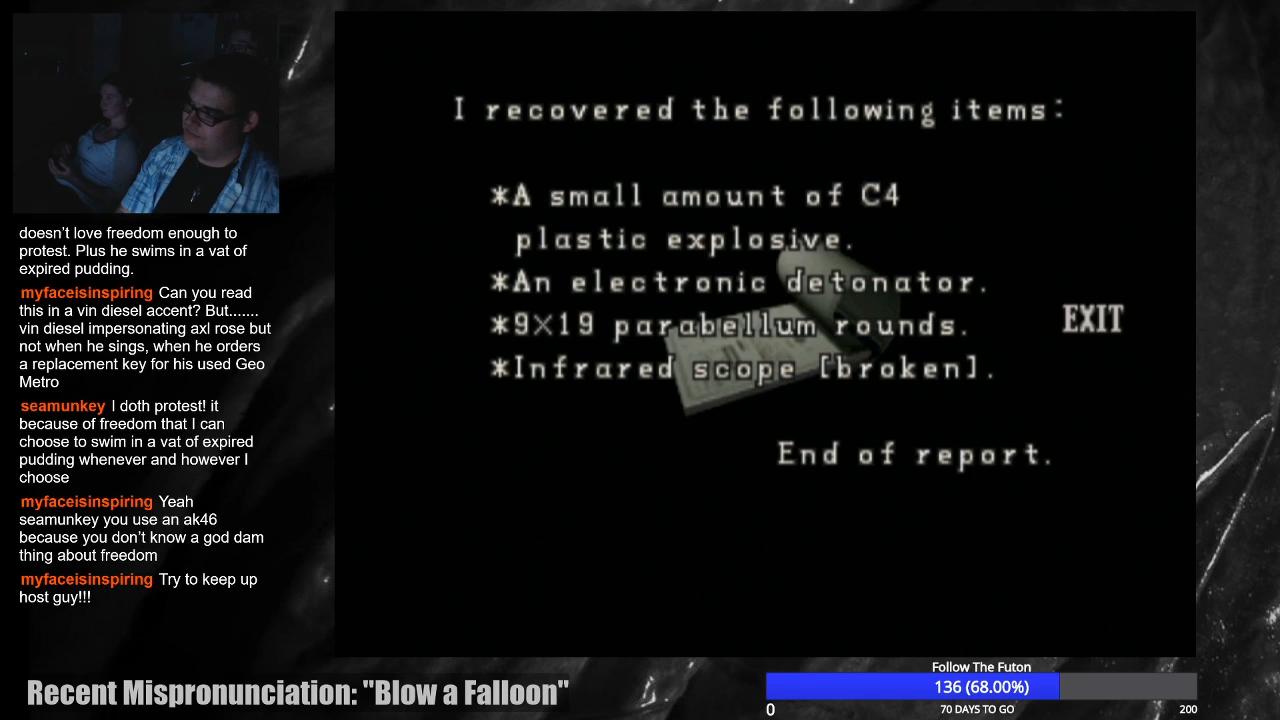 doesn't love freedom enough to
protest. Plus he swims in a vat of
expired pudding.
myfaceisinspiring Can you read
this in a vin diesel accent? But.......
vin diesel impersonating axl rose but
not when he sings, when he orders
a replacement key for his used Geo
Metro
seamunkey I doth protest! it
because of freedom that I can
choose to swim in a vat of expired
pudding whenever and however I
choose
myfaceisinspiring Yeah
seamunkey you use an ak46
because you don't know a god dam
thing about freedom
myfaceisinspiring Try to keep up
host guy!!!
I recovered the following items:
*A small amount of C4
plastic explosive.
*An electronic detonator.
*9×19 parabellum rounds.
*Infrared scope [broken].
EXIT
End of report.
Recent Mispronunciation: "Blow a Falloon"
Follow The Futon
136 (68.00%)
0 70 DAYS TO GO 200